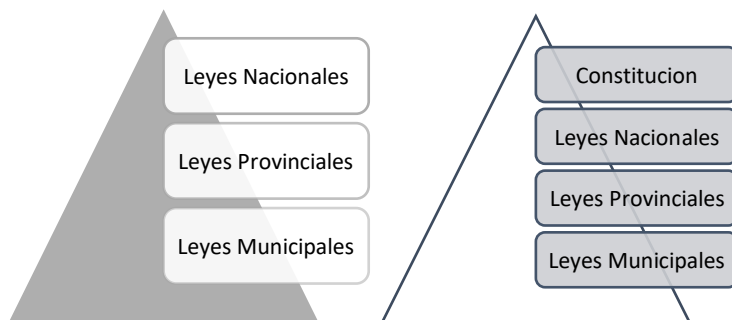 Leyes Nacionales
Leyes Provinciales
Leyes Municipales
Constitucion
Leyes Nacionales
Leyes Provinciales
Leyes Municipales